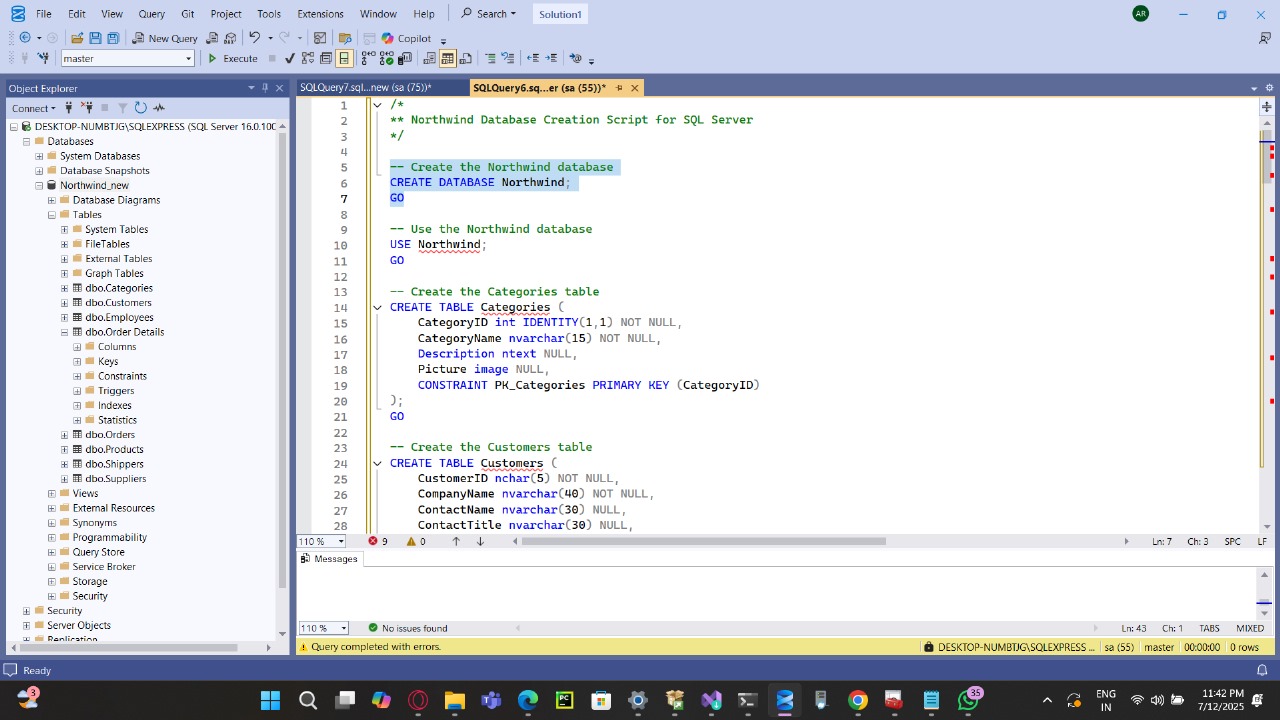 File Edit View Query Git Project Tools Extensions Window Help Search Solution1 AR
New Query Copilot
master Execute
Object Explorer
Connect
DESKTOP-NUMBTJG\SQLEXPRESS (SQL Server 16.0.100
Databases
System Databases
Database Snapshots
Northwind_new
Database Diagrams
Tables
System Tables
FileTables
External Tables
Graph Tables
dbo.Categories
dbo.Customers
dbo.Employees
dbo.Order Details
Columns
Keys
Constraints
Triggers
Indexes
Statistics
dbo.Orders
dbo.Products
dbo.Shippers
dbo.Suppliers
Views
External Resources
Synonyms
Programmability
Query Store
Service Broker
Storage
Security
Security
Server Objects
Replication
SQLQuery7.sql...new (sa (75))* SQLQuery6.sq...er (sa (55))*
1 /*
2 ** Northwind Database Creation Script for SQL Server
3 */
4
5 -- Create the Northwind database
6 CREATE DATABASE Northwind;
7 GO
8
9 -- Use the Northwind database
10 USE Northwind;
11 GO
12
13 -- Create the Categories table
14 CREATE TABLE Categories (
15 CategoryID int IDENTITY(1,1) NOT NULL,
16 CategoryName nvarchar(15) NOT NULL,
17 Description ntext NULL,
18 Picture image NULL,
19 CONSTRAINT PK_Categories PRIMARY KEY (CategoryID)
20 );
21 GO
22
23 -- Create the Customers table
24 CREATE TABLE Customers (
25 CustomerID nchar(5) NOT NULL,
26 CompanyName nvarchar(40) NOT NULL,
27 ContactName nvarchar(30) NULL,
28 ContactTitle nvarchar(30) NULL,
110 % 9 0 Ln: 7 Ch: 3 SPC LF
Messages
110 % No issues found Ln: 43 Ch: 1 TABS MIXED
Query completed with errors. DESKTOP-NUMBTJG\SQLEXPRESS ... sa (55) master 00:00:00 0 rows
Ready
3 PC 35 ENG IN 11:42 PM 7/12/2025